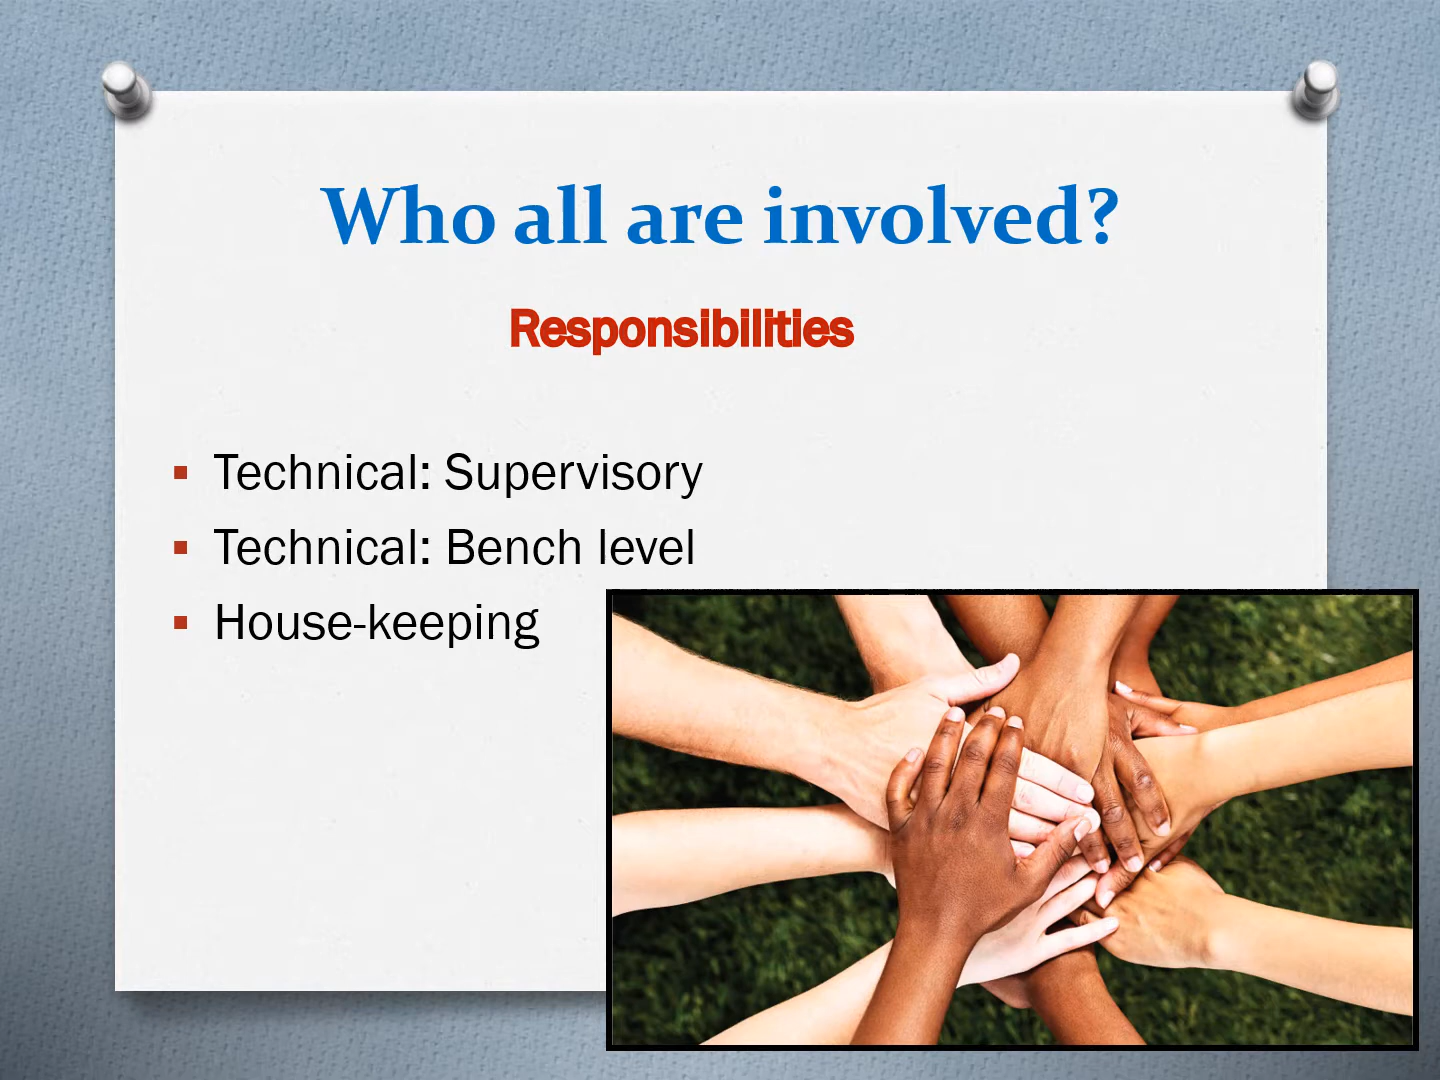 Who all are involved?
Responsibilities
Technical: Supervisory
Technical: Bench level
House-keeping